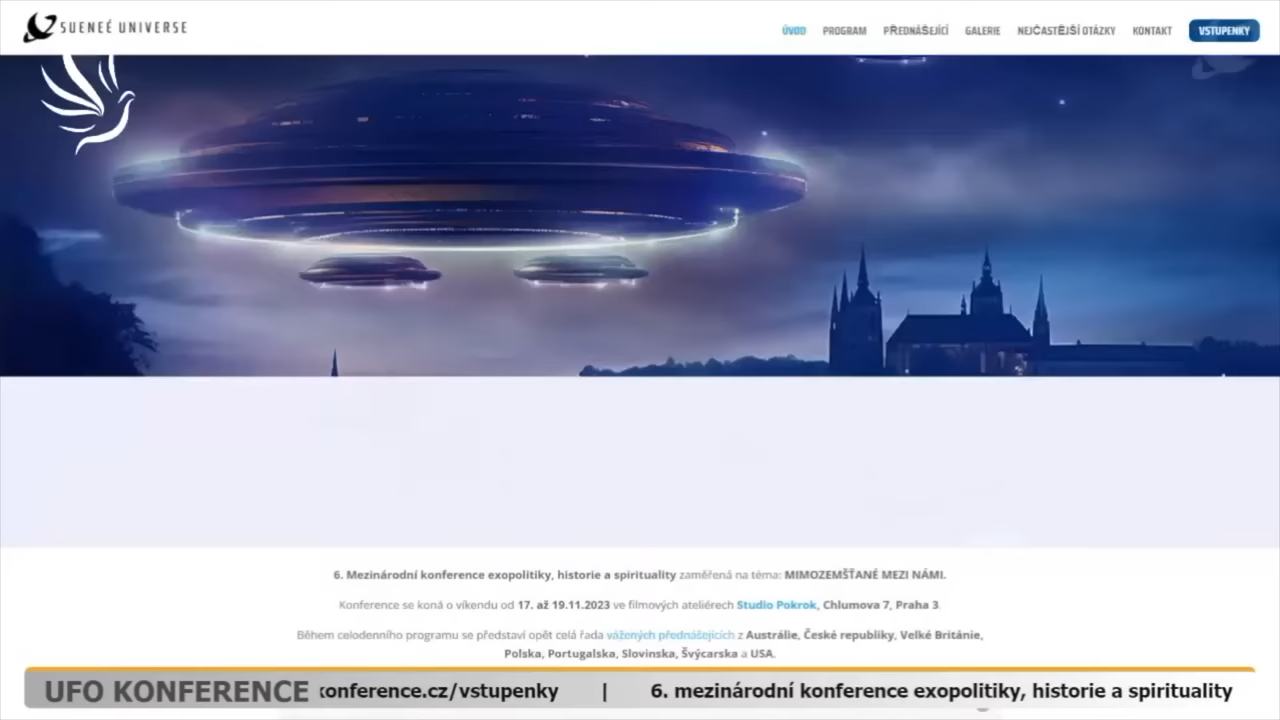 SUENEÉ UNIVERSE
ÚVOD PROGRAM PŘEDNÁŠEJÍCÍ GALERIE NEJČASTĚJŠÍ OTÁZKY KONTAKT VSTUPENKY
6. Mezinárodní konference exopolitiky, historie a spirituality zaměřená na téma: MIMOZEMŠŤANÉ MEZI NÁMI.
Konference se koná o víkendu od 17. až 19.11.2023 ve filmových ateliérech Studio Pokrok, Chlumova 7, Praha 3.
Během celodenního programu se představí opět celá řada vážených přednášejících z Austrálie, České republiky, Velké Británie,
Polska, Portugalska, Slovinska, Švýcarska a USA.
UFO KONFERENCE konference.cz/vstupenky | 6. mezinárodní konference exopolitiky, historie a spirituality